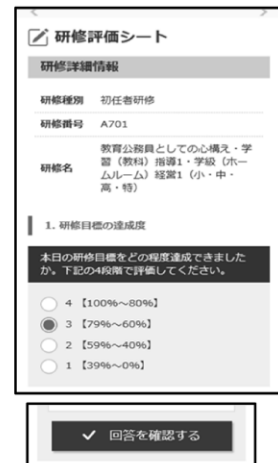 研修評価シート
研修詳細情報
研修種別 初任者研修
研修番号 A701
研修名 教育公務員としての心構え・学
習（教科）指導1・学級（ホー
ムルーム）経営1（小・中・
高・特）
1. 研修目標の達成度
本日の研修目標をどの程度達成できました
か。下記の4段階で評価してください。
4 【100%～80%】
3 【79%～60%】
2 【59%～40%】
1 【39%～0%】
回答を確認する